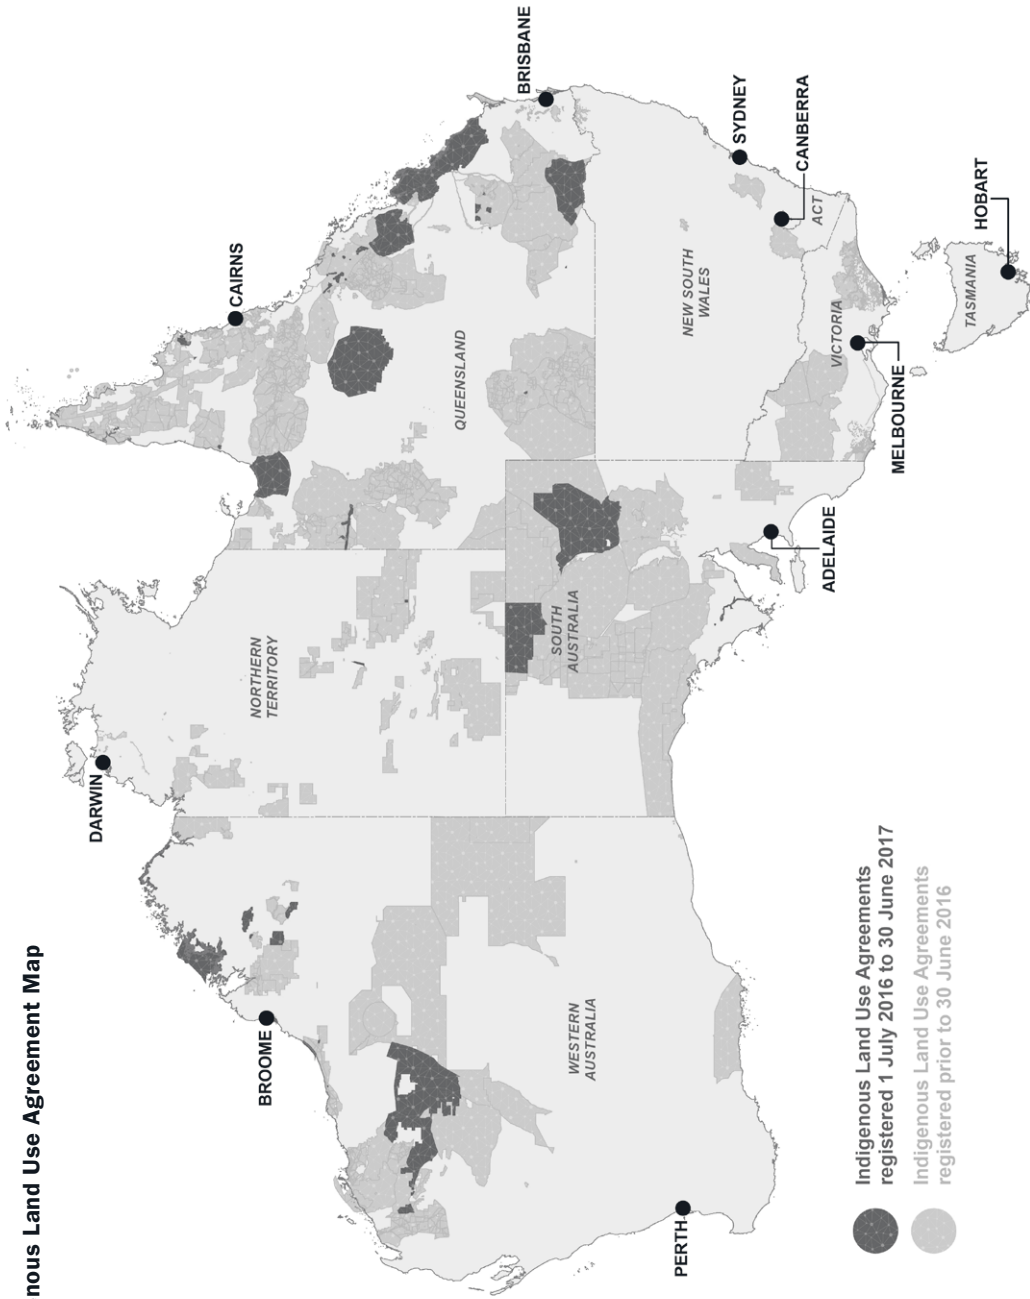 nous Land Use Agreement Map
DARWIN
BROOME
PERTH
CAIRNS
BRISBANE
SYDNEY
CANBERRA
HOBART
MELBOURNE
ADELAIDE
NORTHERN
TERRITORY
QUEENSLAND
WESTERN
AUSTRALIA
SOUTH
AUSTRALIA
NEW SOUTH
WALES
ACT
VICTORIA
TASMANIA
Indigenous Land Use Agreements
registered 1 July 2016 to 30 June 2017
Indigenous Land Use Agreements
registered prior to 30 June 2016